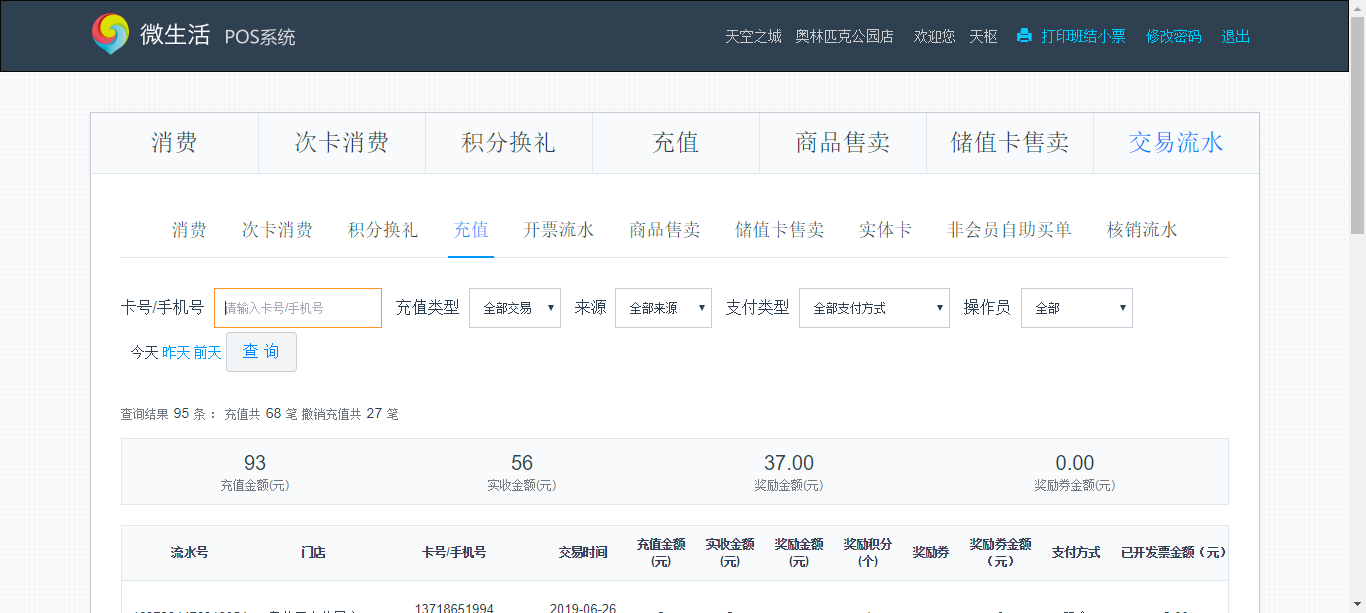 微生活 POS系统 天空之城 奥林匹克公园店 欢迎您 天枢 打印班结小票 修改密码 退出
消费 次卡消费 积分换礼 充值 商品售卖 储值卡售卖 交易流水
消费 次卡消费 积分换礼 充值 开票流水 商品售卖 储值卡售卖 实体卡 非会员自助买单 核销流水
卡号/手机号 请输入卡号/手机号 充值类型 全部交易 来源 全部来源 支付类型 全部支付方式 操作员 全部
今天 昨天 前天 查 询
查询结果 95 条 : 充值共 68 笔 撤销充值共 27 笔
93 56 37.00 0.00
充值金额(元) 实收金额(元) 奖励金额(元) 奖励券金额(元)
流水号 门店 卡号/手机号 交易时间 充值金额(元) 实收金额(元) 奖励金额(元) 奖励积分(个) 奖励券 奖励券金额(元) 支付方式 已开发票金额(元)
13718651994 2019-06-26